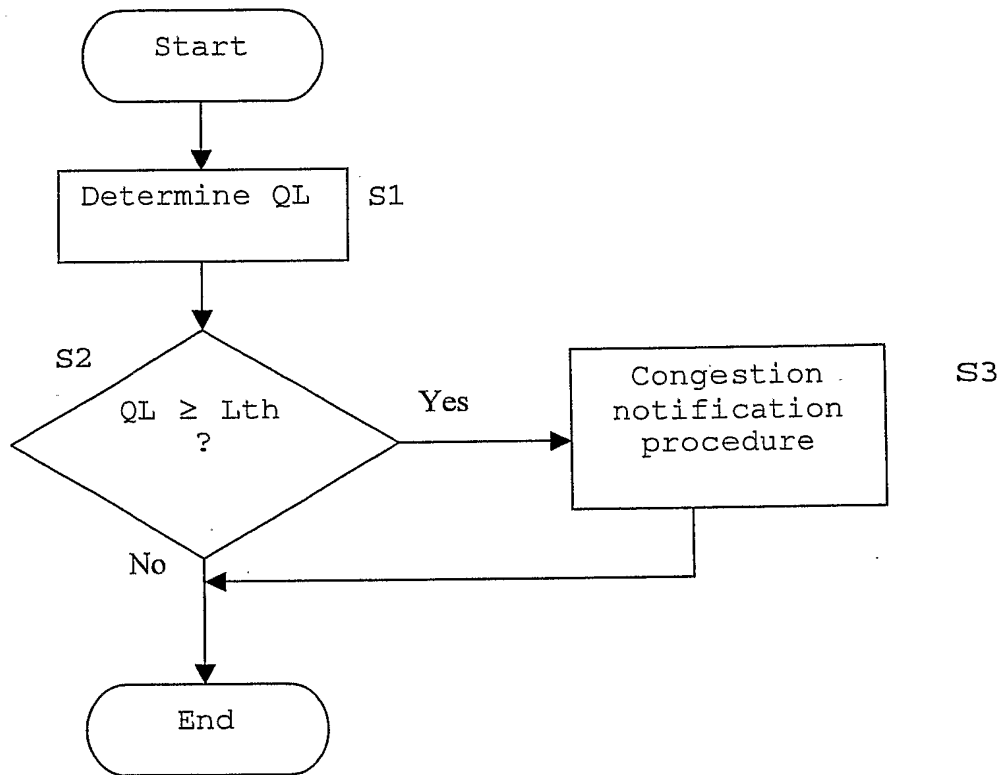 Start
Determine QL
S1
S2
QL ≥ Lth
?
Yes
Congestion
notification
procedure
S3
No
End